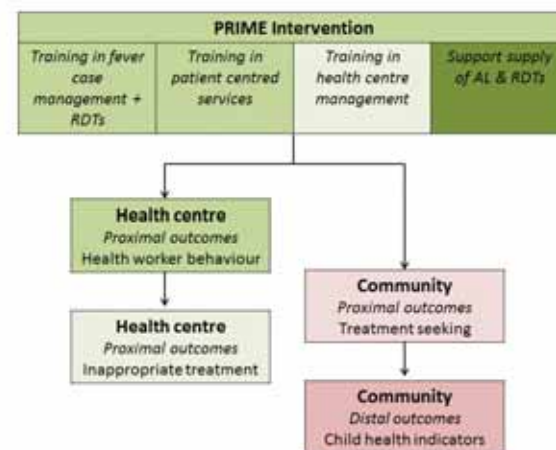 PRIME Intervention
Training in fever
case
management +
RDTs
Training in
patient centred
services
Training in
health centre
management
Support supply
of AL & RDTs
Health centre
Proximal outcomes
Health worker behaviour
Health centre
Proximal outcomes
Inappropriate treatment
Community
Proximal outcomes
Treatment seeking
Community
Distal outcomes
Child health indicators